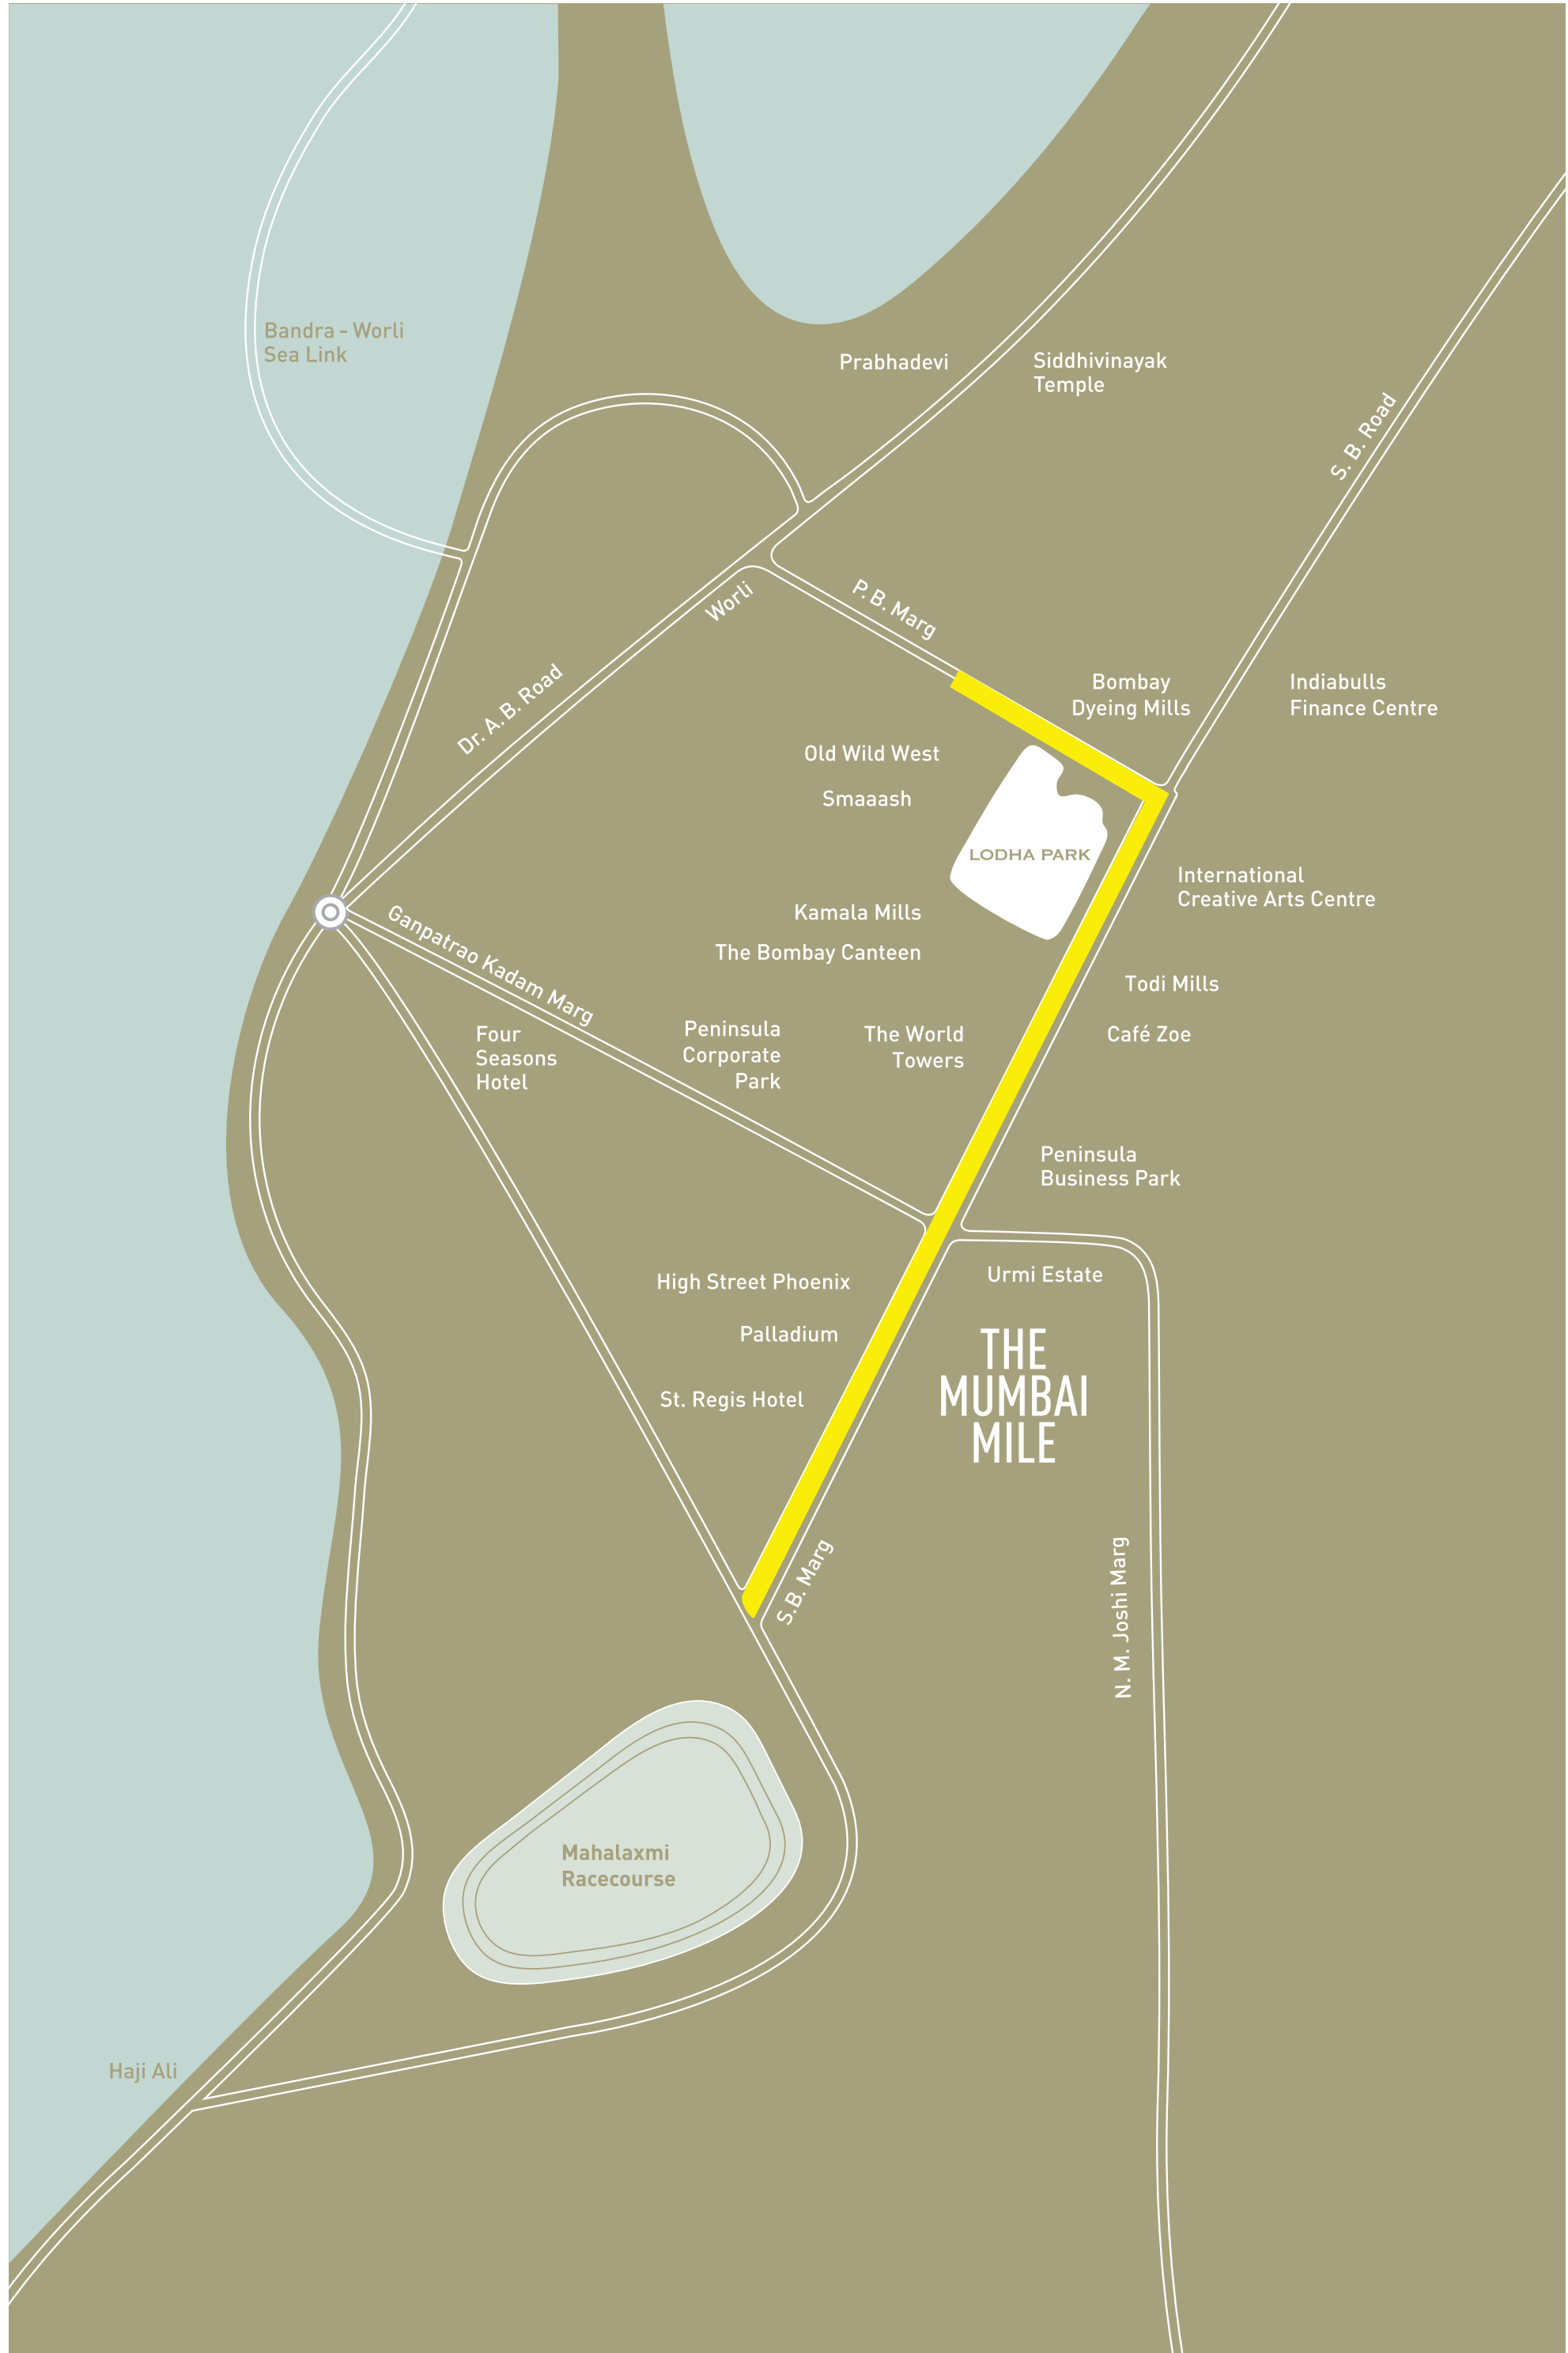 Bandra - Worli
Sea Link
Prabhadevi
Siddhivinayak
Temple
S. B. Road
Worli
P. B. Marg
Dr. A. B. Road
Bombay
Dyeing Mills
Indiabulls
Finance Centre
Old Wild West
Smaaash
LODHA PARK
International
Creative Arts Centre
Kamala Mills
Ganpatrao Kadam Marg
The Bombay Canteen
Todi Mills
Four
Seasons
Hotel
Peninsula
Corporate
Park
The World
Towers
Café Zoe
Peninsula
Business Park
High Street Phoenix
Urmi Estate
Palladium
St. Regis Hotel
THE
MUMBAI
MILE
S.B. Marg
N. M. Joshi Marg
Mahalaxmi
Racecourse
Haji Ali